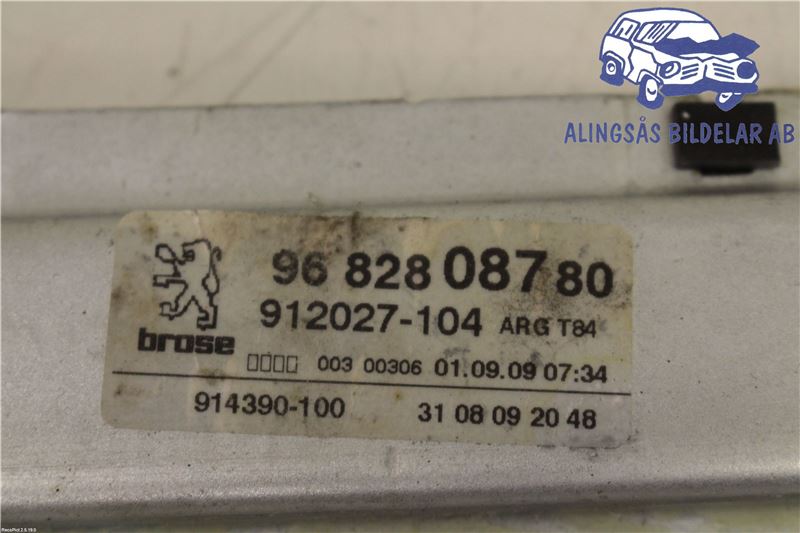 ALINGSÅS BILDELAR AB
96 828 087 80
912027-104 ARG T84
brose
003 00306 01.09.09 07:34
914390-100 31 08 09 20 48